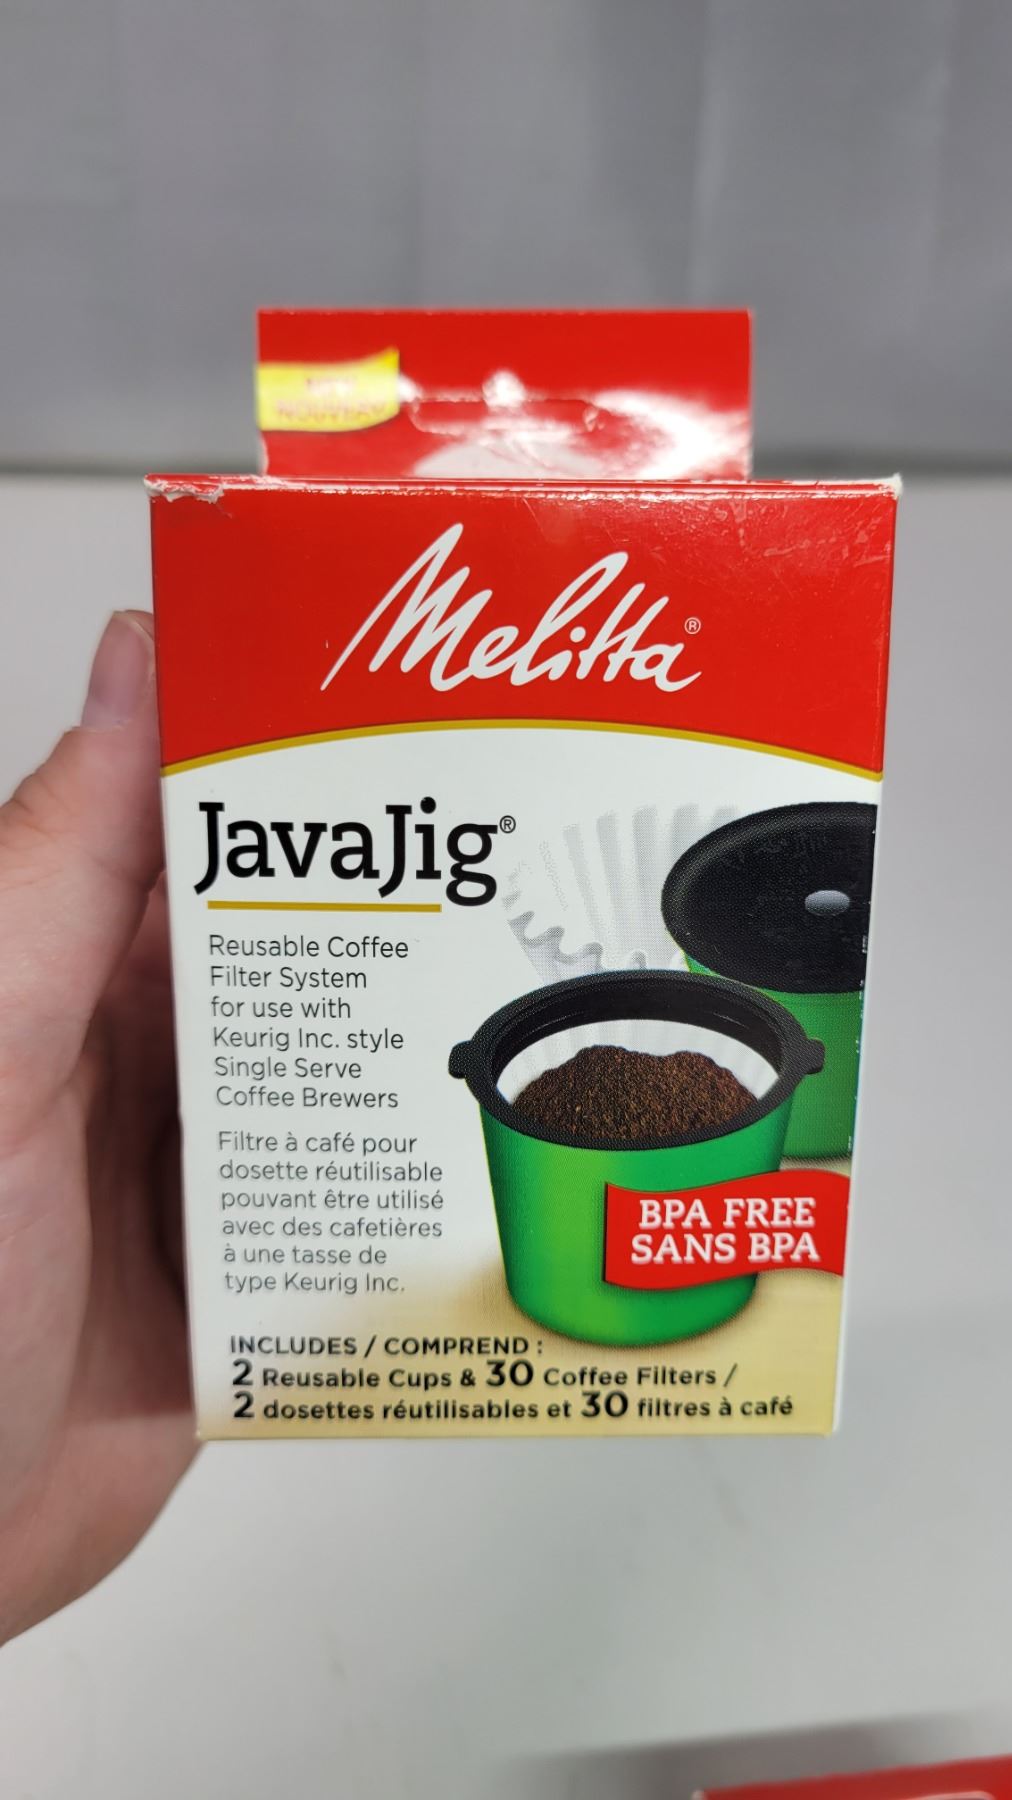 NEW
NOUVEAU
Melitta®
JavaJig®
Reusable Coffee
Filter System
for use with
Keurig Inc. style
Single Serve
Coffee Brewers
Filtre à café pour
dosette réutilisable
pouvant être utilisé
avec des cafetières
à une tasse de
type Keurig Inc.
BPA FREE
SANS BPA
INCLUDES / COMPREND :
2 Reusable Cups & 30 Coffee Filters /
2 dosettes réutilisables et 30 filtres à café